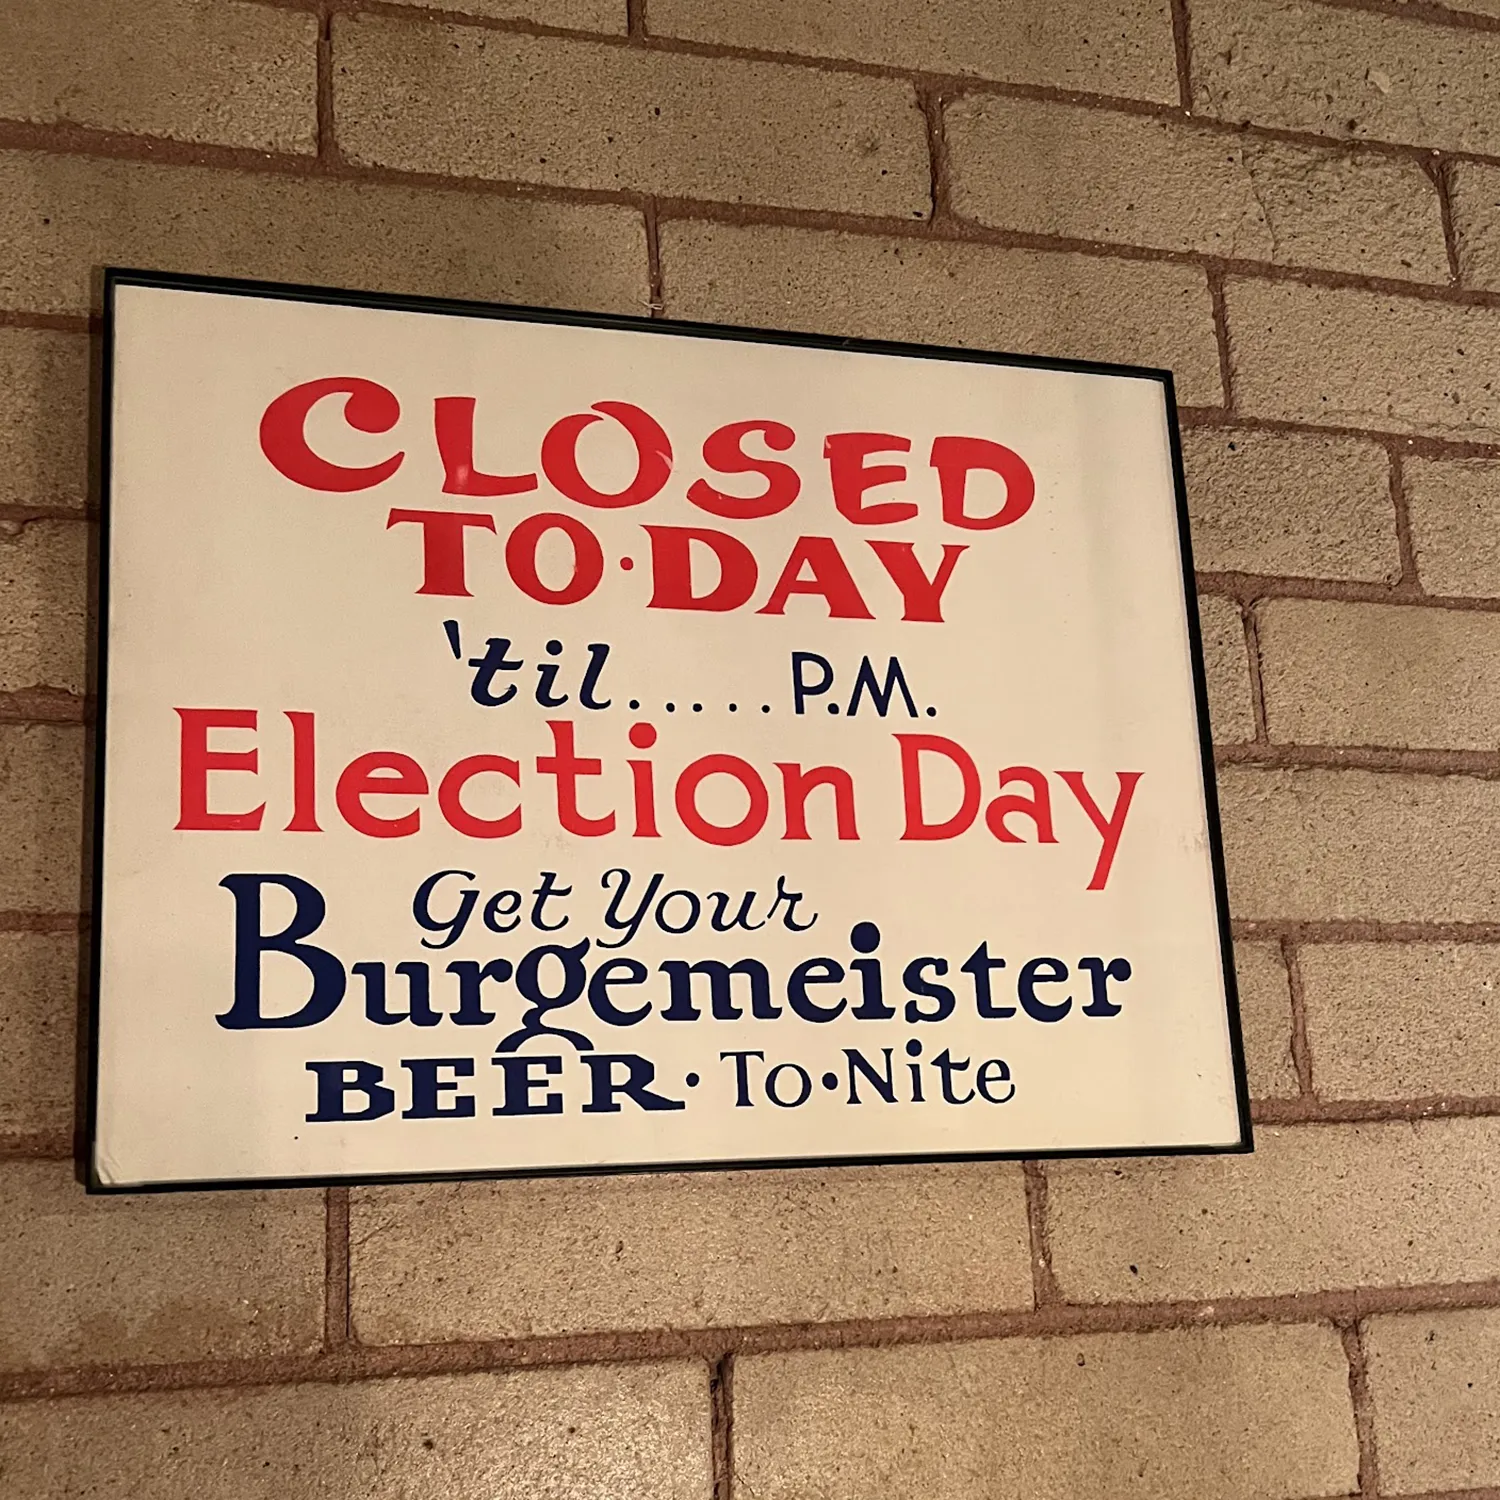 CLOSED
TO·DAY
'til.....P.M.
Election Day
Get Your
Burgemeister
BEER·To·Nite